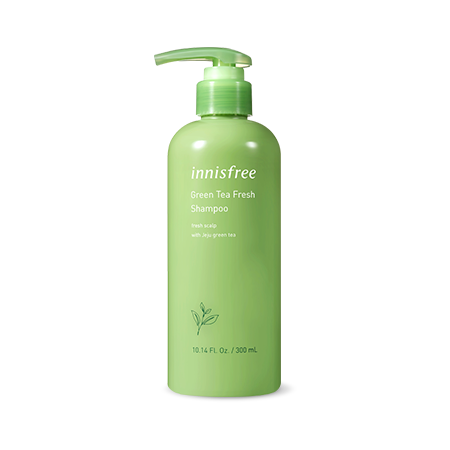 innisfree
Green Tea Fresh
Shampoo
fresh scalp
with Jeju green tea
10.14 Fl. Oz. / 300 mL